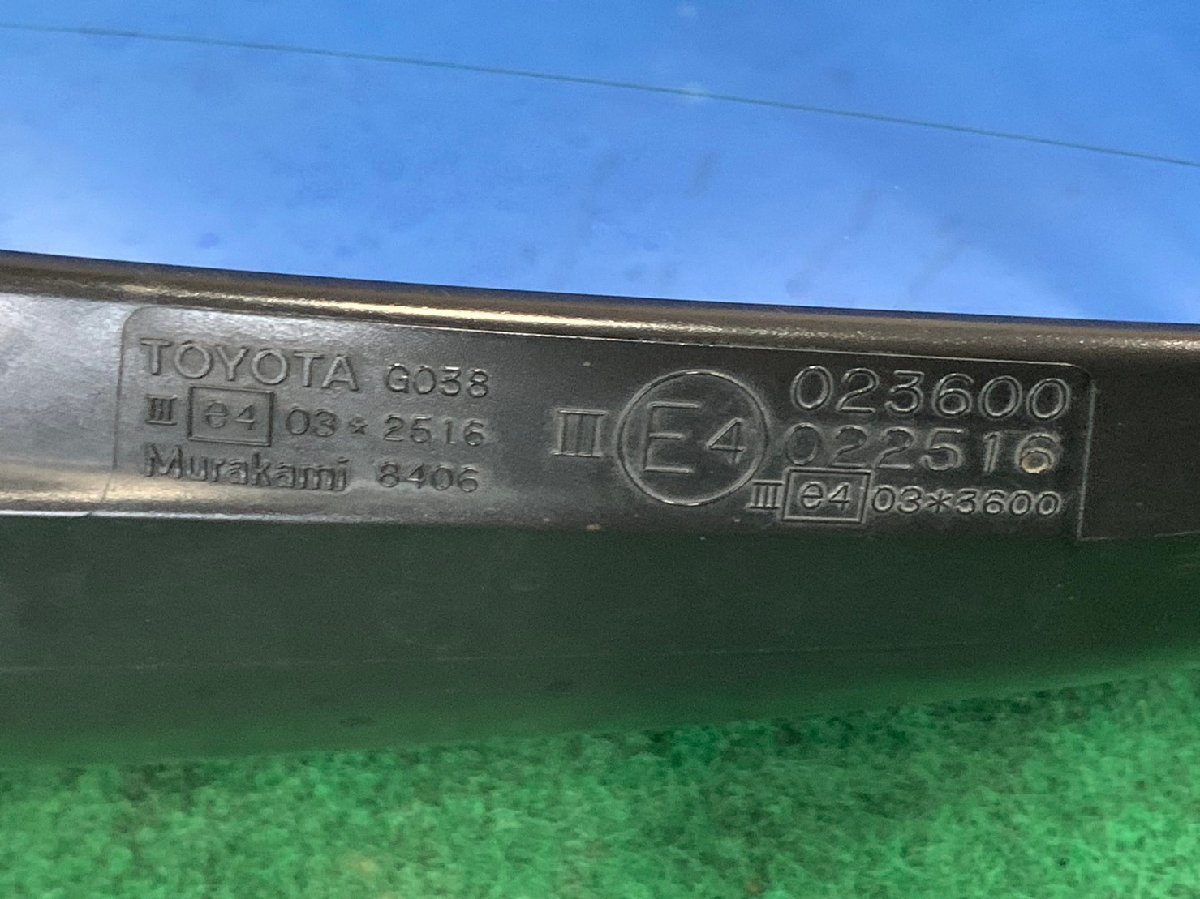 TOYOTA G038
III e4 03*2516
Murakami 8406
III E4 023600
022516
III e4 03*3600